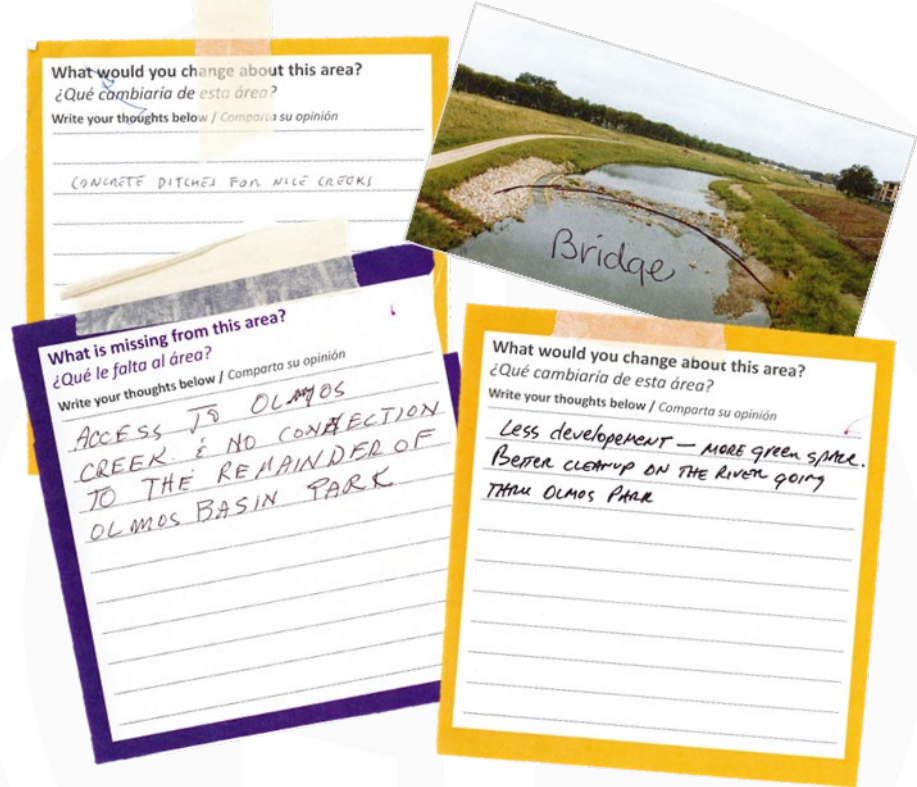 What would you change about this area?
¿Qué cambiaría de esta área?
Write your thoughts below / Comparta su opinión
CONCRETE DITCHES FOR NICE CREEKS
Bridge
What is missing from this area?
¿Qué le falta al área?
Write your thoughts below / Comparta su opinión
ACCESS TO OLMOS
CREEK & NO CONNECTION
TO THE REMAINDER OF
OLMOS BASIN PARK
What would you change about this area?
¿Qué cambiaría de esta área?
Write your thoughts below / Comparta su opinión
Less developement — MORE green space.
Better cleanup on the River going
thru Olmos Park